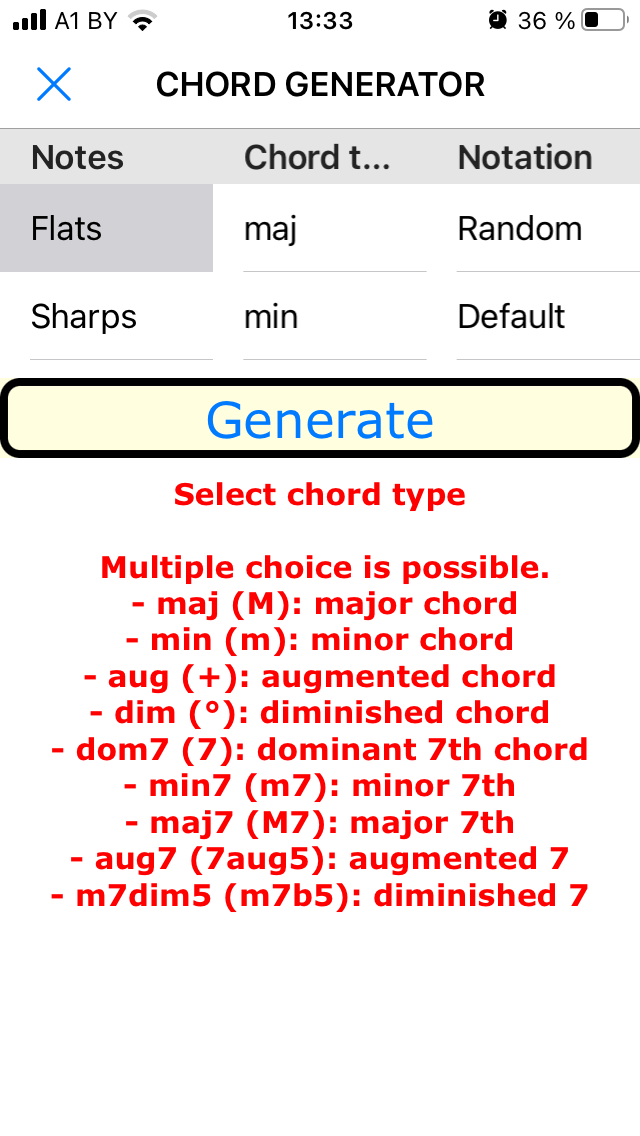 A1 BY 13:33 36 %
CHORD GENERATOR
Notes Chord t... Notation
Flats maj Random
Sharps min Default
Generate
Select chord type
Multiple choice is possible.
- maj (M): major chord
- min (m): minor chord
- aug (+): augmented chord
- dim (°): diminished chord
- dom7 (7): dominant 7th chord
- min7 (m7): minor 7th
- maj7 (M7): major 7th
- aug7 (7aug5): augmented 7
- m7dim5 (m7b5): diminished 7